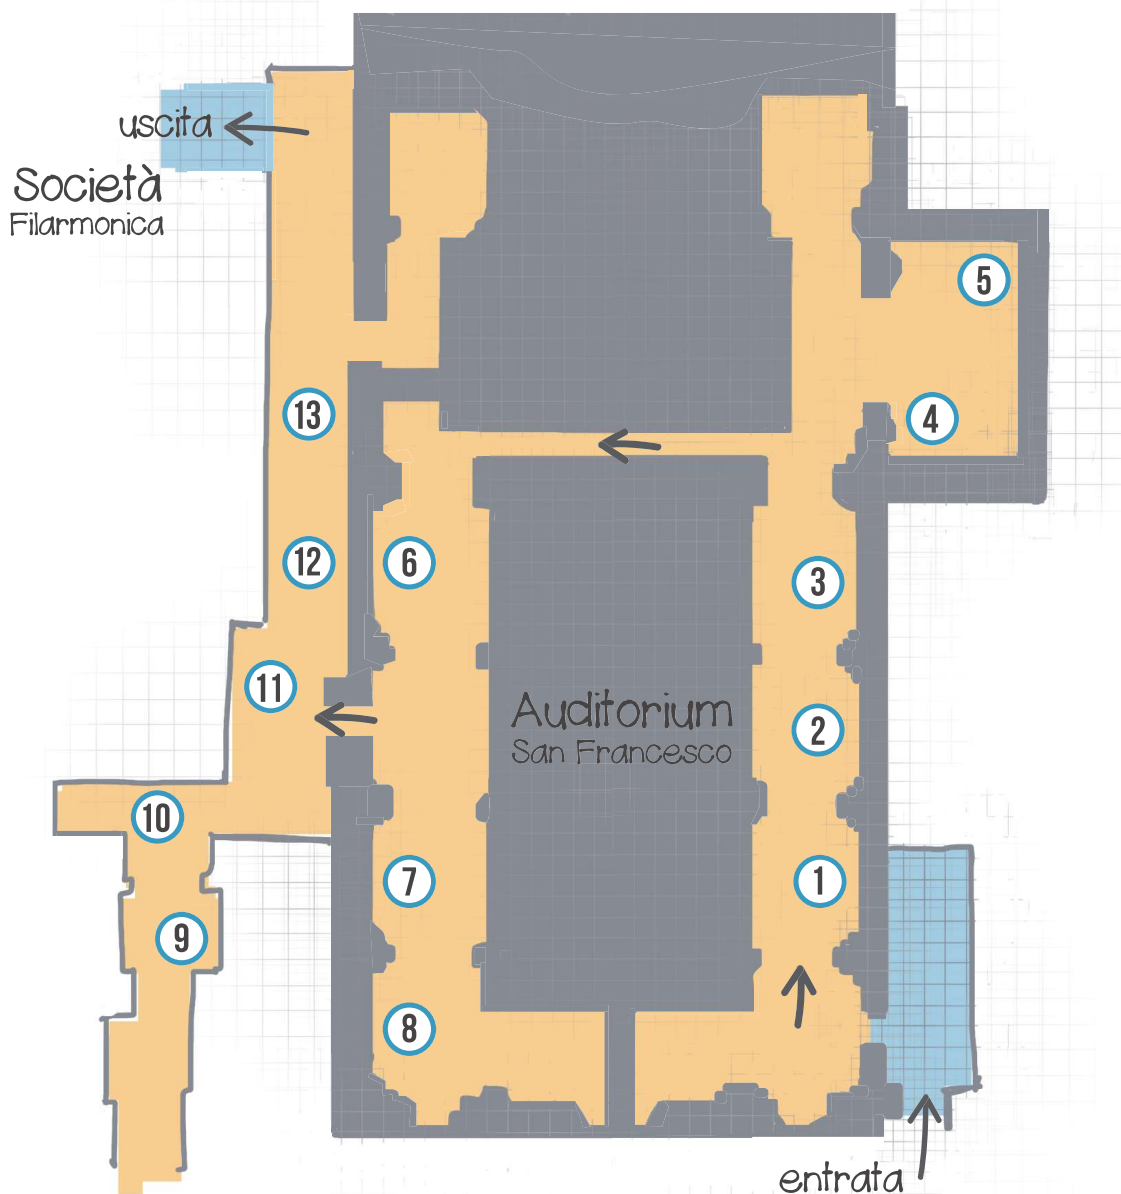 uscita
Società
Filarmonica
5
4
13
12
6
3
11
Auditorium
San Francesco
2
10
7
1
9
8
entrata